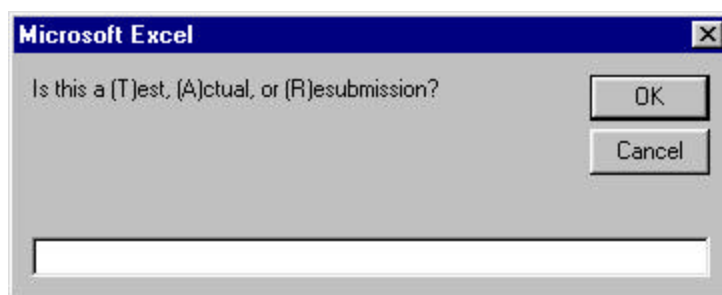 Microsoft Excel
Is this a (T)est, (A)ctual, or (R)esubmission?
OK
Cancel